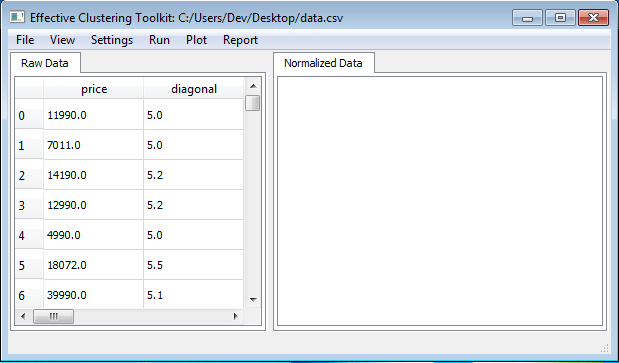 Effective Clustering Toolkit: C:/Users/Dev/Desktop/data.csv
File View Settings Run Plot Report
Raw Data Normalized Data
price diagonal
0 11990.0 5.0
1 7011.0 5.0
2 14190.0 5.2
3 12990.0 5.2
4 4990.0 5.0
5 18072.0 5.5
6 39990.0 5.1